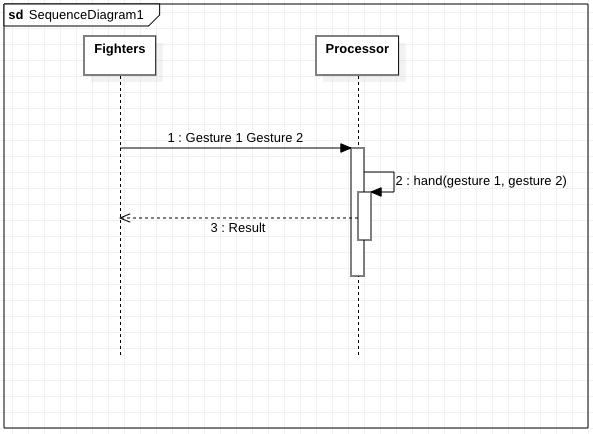 sd SequenceDiagram1
Fighters
Processor
1 : Gesture 1 Gesture 2
2 : hand(gesture 1, gesture 2)
3 : Result